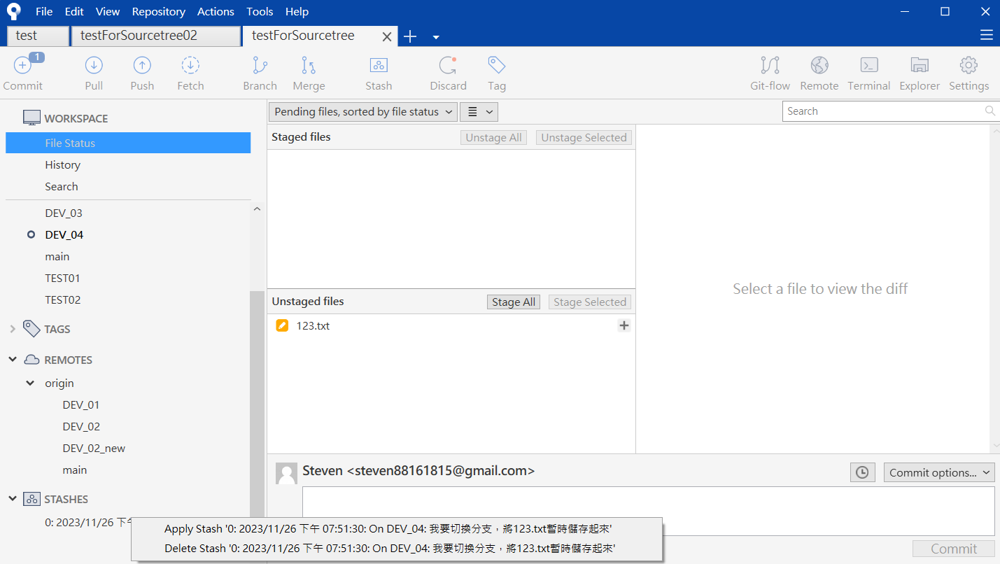 File Edit View Repository Actions Tools Help
test testForSourcetree02 testForSourcetree
1
Commit Pull Push Fetch Branch Merge Stash Discard Tag Git-flow Remote Terminal Explorer Settings
WORKSPACE
File Status
History
Search
DEV_03
DEV_04
main
TEST01
TEST02
TAGS
REMOTES
origin
DEV_01
DEV_02
DEV_02_new
main
STASHES
0: 2023/11/26 下午
Pending files, sorted by file status
Search
Staged files Unstage All Unstage Selected
Unstaged files Stage All Stage Selected
123.txt
Select a file to view the diff
Steven <steven88161815@gmail.com>
Commit options...
Apply Stash '0: 2023/11/26 下午 07:51:30: On DEV_04: 我要切換分支，將123.txt暫時儲存起來'
Delete Stash '0: 2023/11/26 下午 07:51:30: On DEV_04: 我要切換分支，將123.txt暫時儲存起來'
Commit